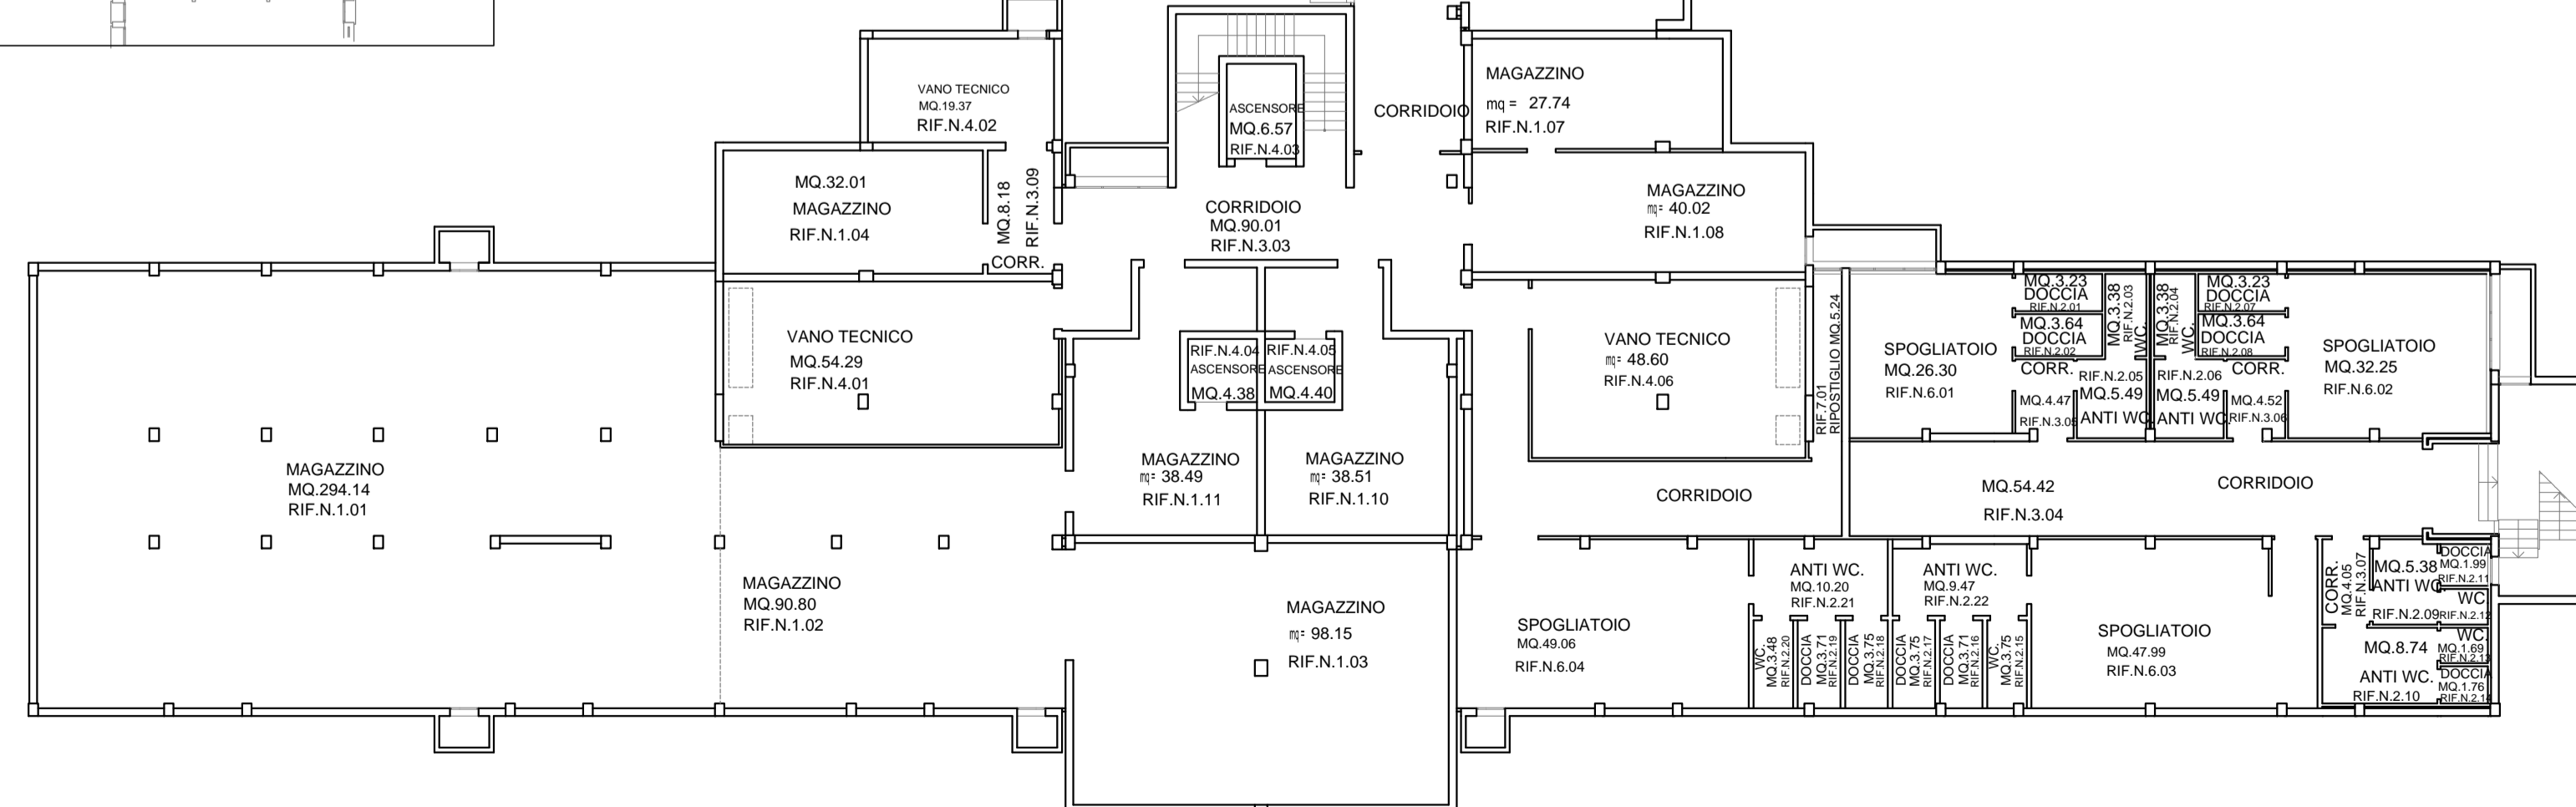 VANO TECNICO
MQ.19.37
RIF.N.4.02
MQ.32.01
MAGAZZINO
RIF.N.1.04
MQ.8.18
RIF.N.3.09
CORR.
ASCENSORE
MQ.6.57
RIF.N.4.03
CORRIDOIO
CORRIDOIO
MQ.90.01
RIF.N.3.03
MAGAZZINO
mq = 27.74
RIF.N.1.07
MAGAZZINO
mq= 40.02
RIF.N.1.08
VANO TECNICO
MQ.54.29
RIF.N.4.01
RIF.N.4.04
ASCENSORE
MQ.4.38
RIF.N.4.05
ASCENSORE
MQ.4.40
VANO TECNICO
mq= 48.60
RIF.N.4.06
RIF.7.01
RIPOSTIGLIO MQ.5.24
SPOGLIATOIO
MQ.26.30
RIF.N.6.01
MQ.3.23
DOCCIA
RIF.N.2.01
MQ.3.64
DOCCIA
RIF.N.2.02
CORR.
MQ.4.47
RIF.N.3.05
MQ.3.38
RIF.N.2.03
WC.
RIF.N.2.05
MQ.5.49
ANTI WC.
MQ.3.38
RIF.N.2.04
WC.
RIF.N.2.06
MQ.5.49
ANTI WC.
MQ.3.23
DOCCIA
RIF.N.2.07
MQ.3.64
DOCCIA
RIF.N.2.08
CORR.
MQ.4.52
RIF.N.3.06
SPOGLIATOIO
MQ.32.25
RIF.N.6.02
MAGAZZINO
MQ.294.14
RIF.N.1.01
MAGAZZINO
mq= 38.49
RIF.N.1.11
MAGAZZINO
mq= 38.51
RIF.N.1.10
CORRIDOIO
MQ.54.42
RIF.N.3.04
CORRIDOIO
MAGAZZINO
MQ.90.80
RIF.N.1.02
MAGAZZINO
mq= 98.15
RIF.N.1.03
SPOGLIATOIO
MQ.49.06
RIF.N.6.04
ANTI WC.
MQ.10.20
RIF.N.2.21
WC.
MQ.3.48
RIF.N.2.20
DOCCIA
MQ.3.71
RIF.N.2.19
DOCCIA
MQ.3.75
RIF.N.2.18
ANTI WC.
MQ.9.47
RIF.N.2.22
DOCCIA
MQ.3.75
RIF.N.2.17
DOCCIA
MQ.3.71
RIF.N.2.16
WC.
MQ.3.75
RIF.N.2.15
SPOGLIATOIO
MQ.47.99
RIF.N.6.03
CORR.
MQ.4.05
RIF.N.3.07
MQ.5.38
ANTI WC.
RIF.N.2.09
DOCCIA
MQ.1.99
RIF.N.2.11
WC
RIF.N.2.12
MQ.8.74
ANTI WC.
RIF.N.2.10
WC.
MQ.1.69
RIF.N.2.13
DOCCIA
MQ.1.76
RIF.N.2.14